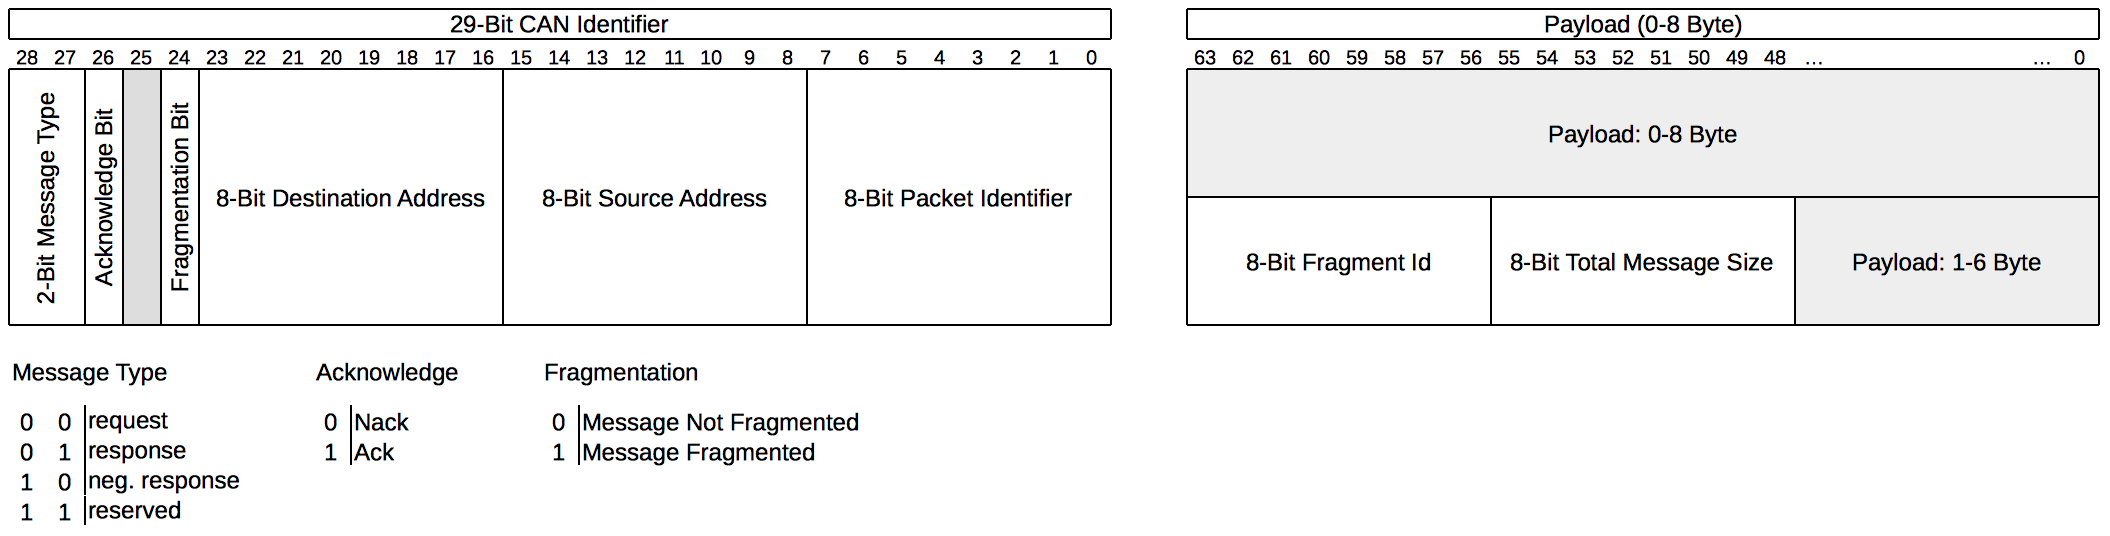 29-Bit CAN Identifier
Payload (0-8 Byte)
28 27 26 25 24 23 22 21 20 19 18 17 16 15 14 13 12 11 10 9 8 7 6 5 4 3 2 1 0
63 62 61 60 59 58 57 56 55 54 53 52 51 50 49 48 ... ... 0
2-Bit Message Type
Acknowledge Bit
Fragmentation Bit
8-Bit Destination Address
8-Bit Source Address
8-Bit Packet Identifier
Payload: 0-8 Byte
8-Bit Fragment Id
8-Bit Total Message Size
Payload: 1-6 Byte
Message Type
0 0 request
0 1 response
1 0 neg. response
1 1 reserved
Acknowledge
0 Nack
1 Ack
Fragmentation
0 Message Not Fragmented
1 Message Fragmented